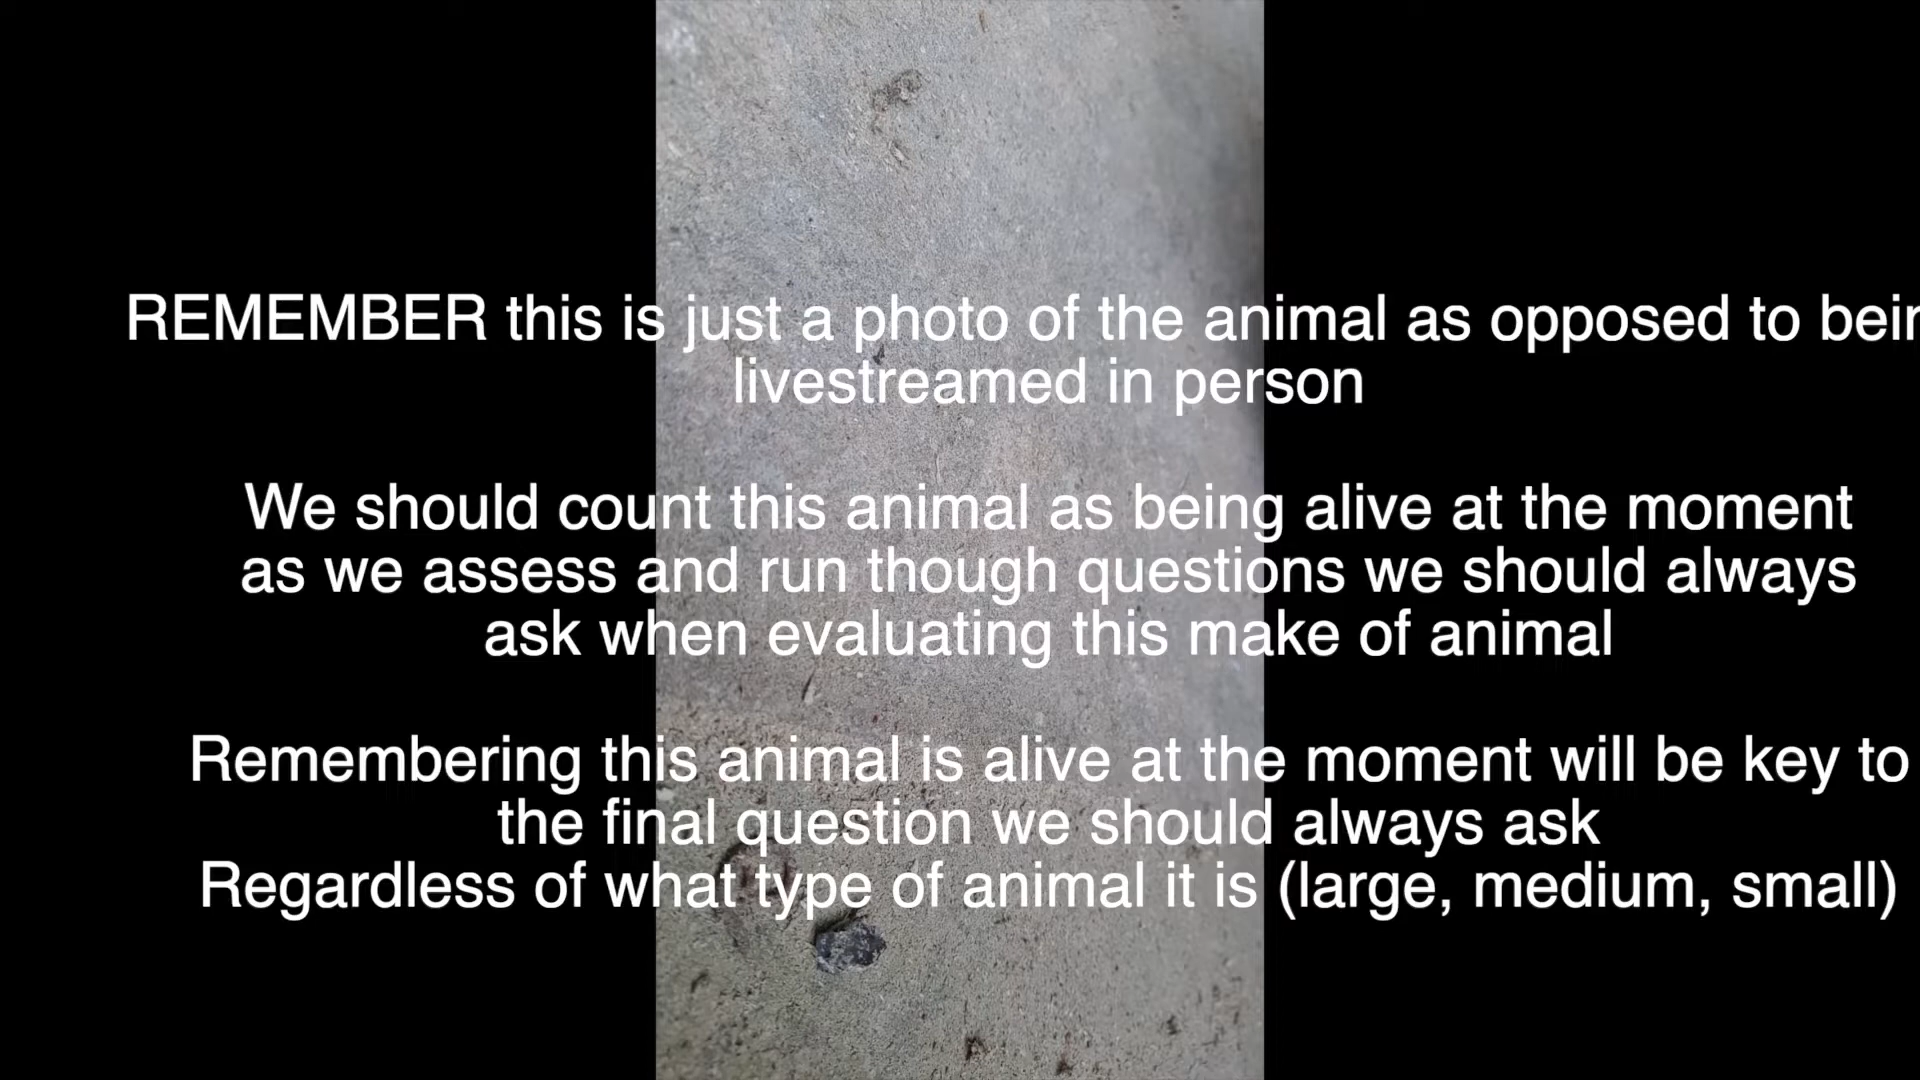 REMEMBER this is just a photo of the animal as opposed to
livestreamed in person
We should count this animal as being alive at the moment
as we assess and run though questions we should always
ask when evaluating this make of animal
Remembering this animal is alive at the moment will be key to
the final question we should always ask
Regardless of what type of animal it is (large, medium, small)